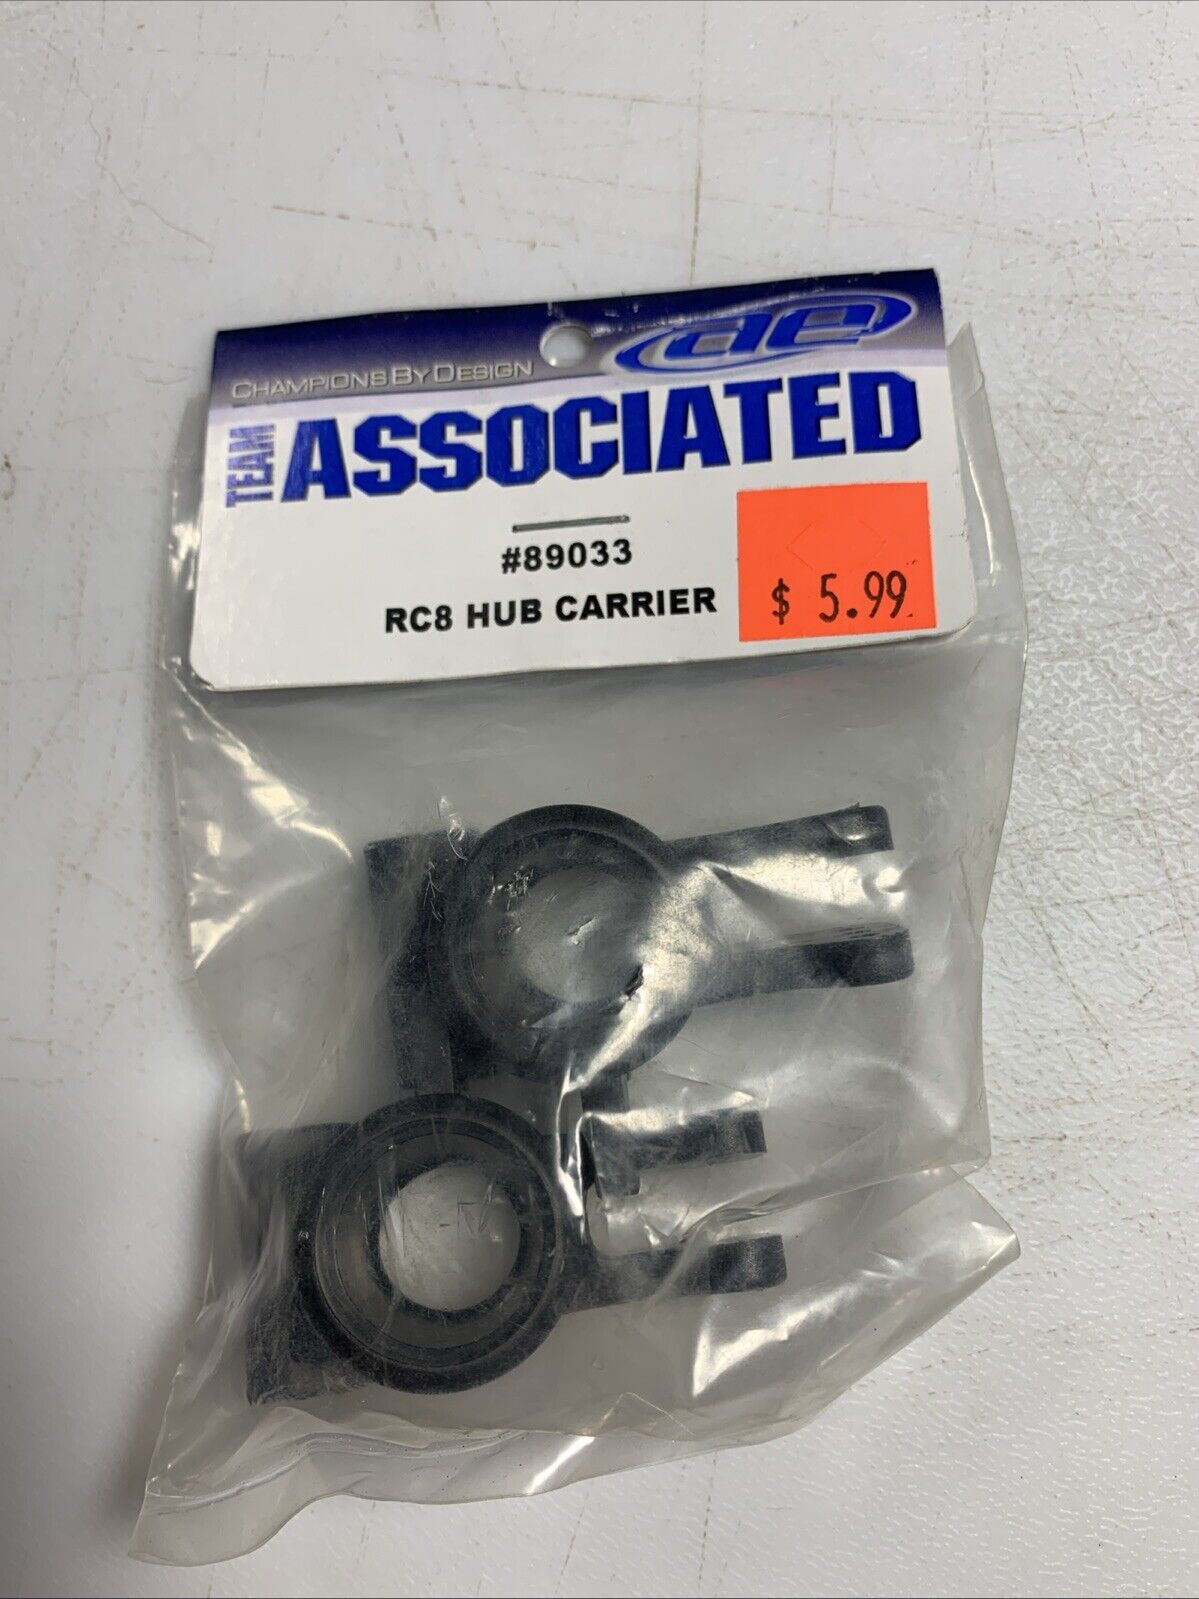 CHAMPIONS BY DESIGN
ae
TEAM ASSOCIATED
#89033
RC8 HUB CARRIER
$ 5.99